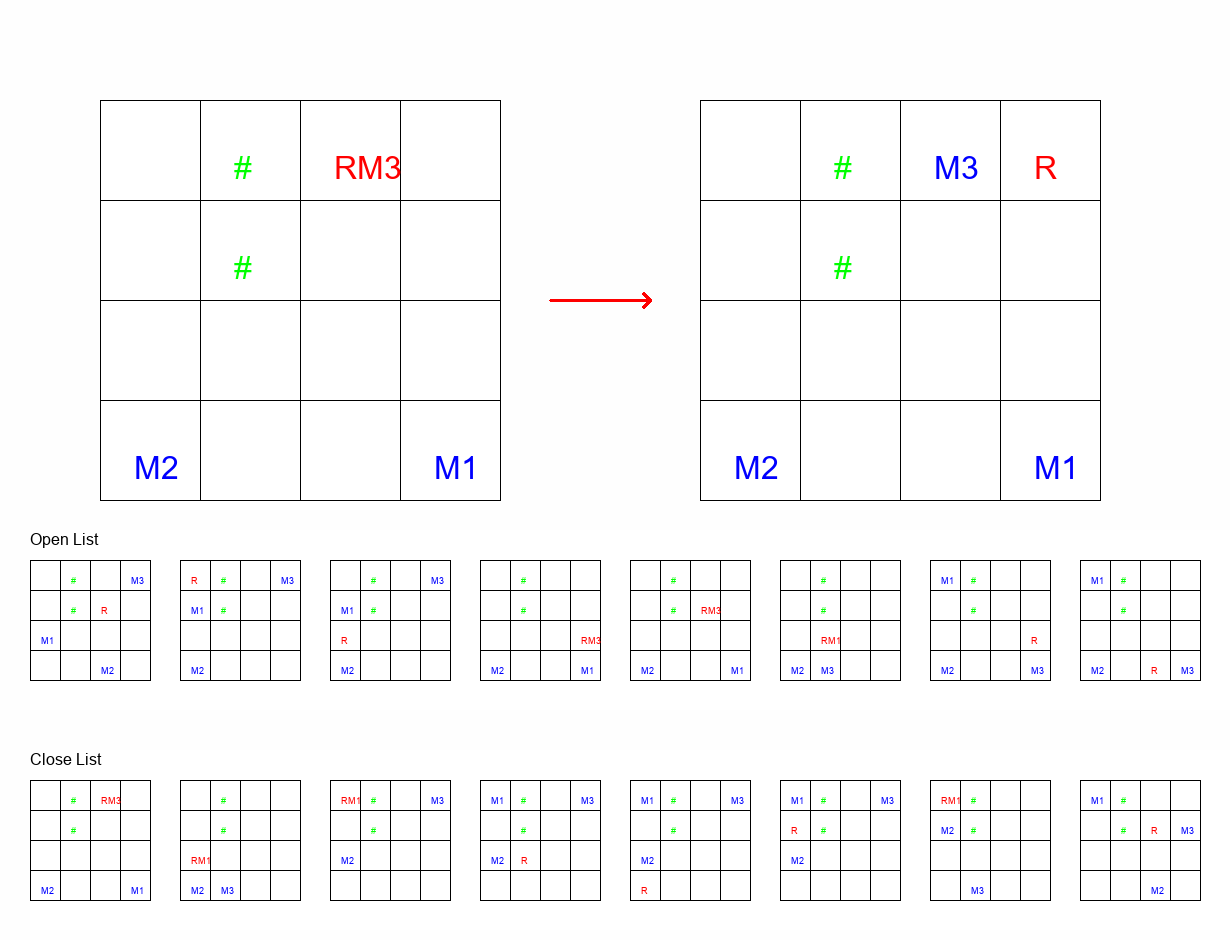 # RM3 # M3 R
# #
M2 M1 M2 M1
Open List
# M3 R # M3 # M3 # # # M1 # M1 #
# R M1 # M1 # # # RM3 # # #
M1 R RM3 RM1 R
M2 M2 M2 M2 M1 M2 M1 M2 M3 M2 M3 M2 R M3
Close List
# RM3 # RM1 # M3 M1 # M3 M1 # M3 M1 # M3 RM1 # M1 #
# # # # # R # M2 # # R M3
RM1 M2 M2 R M2 M2
M2 M1 M2 M3 R M3 M2